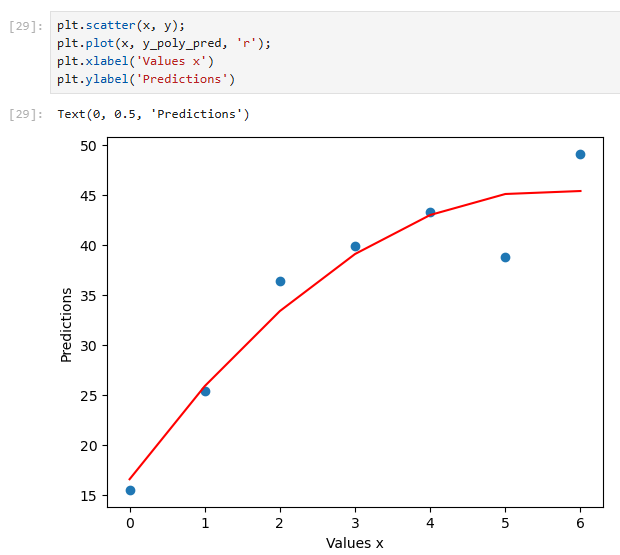 [29]: plt.scatter(x, y);
plt.plot(x, y_poly_pred, 'r');
plt.xlabel('Values x')
plt.ylabel('Predictions')
[29]: Text(0, 0.5, 'Predictions')
50
45
40
35
30
25
20
15
Predictions
0 1 2 3 4 5 6
Values x